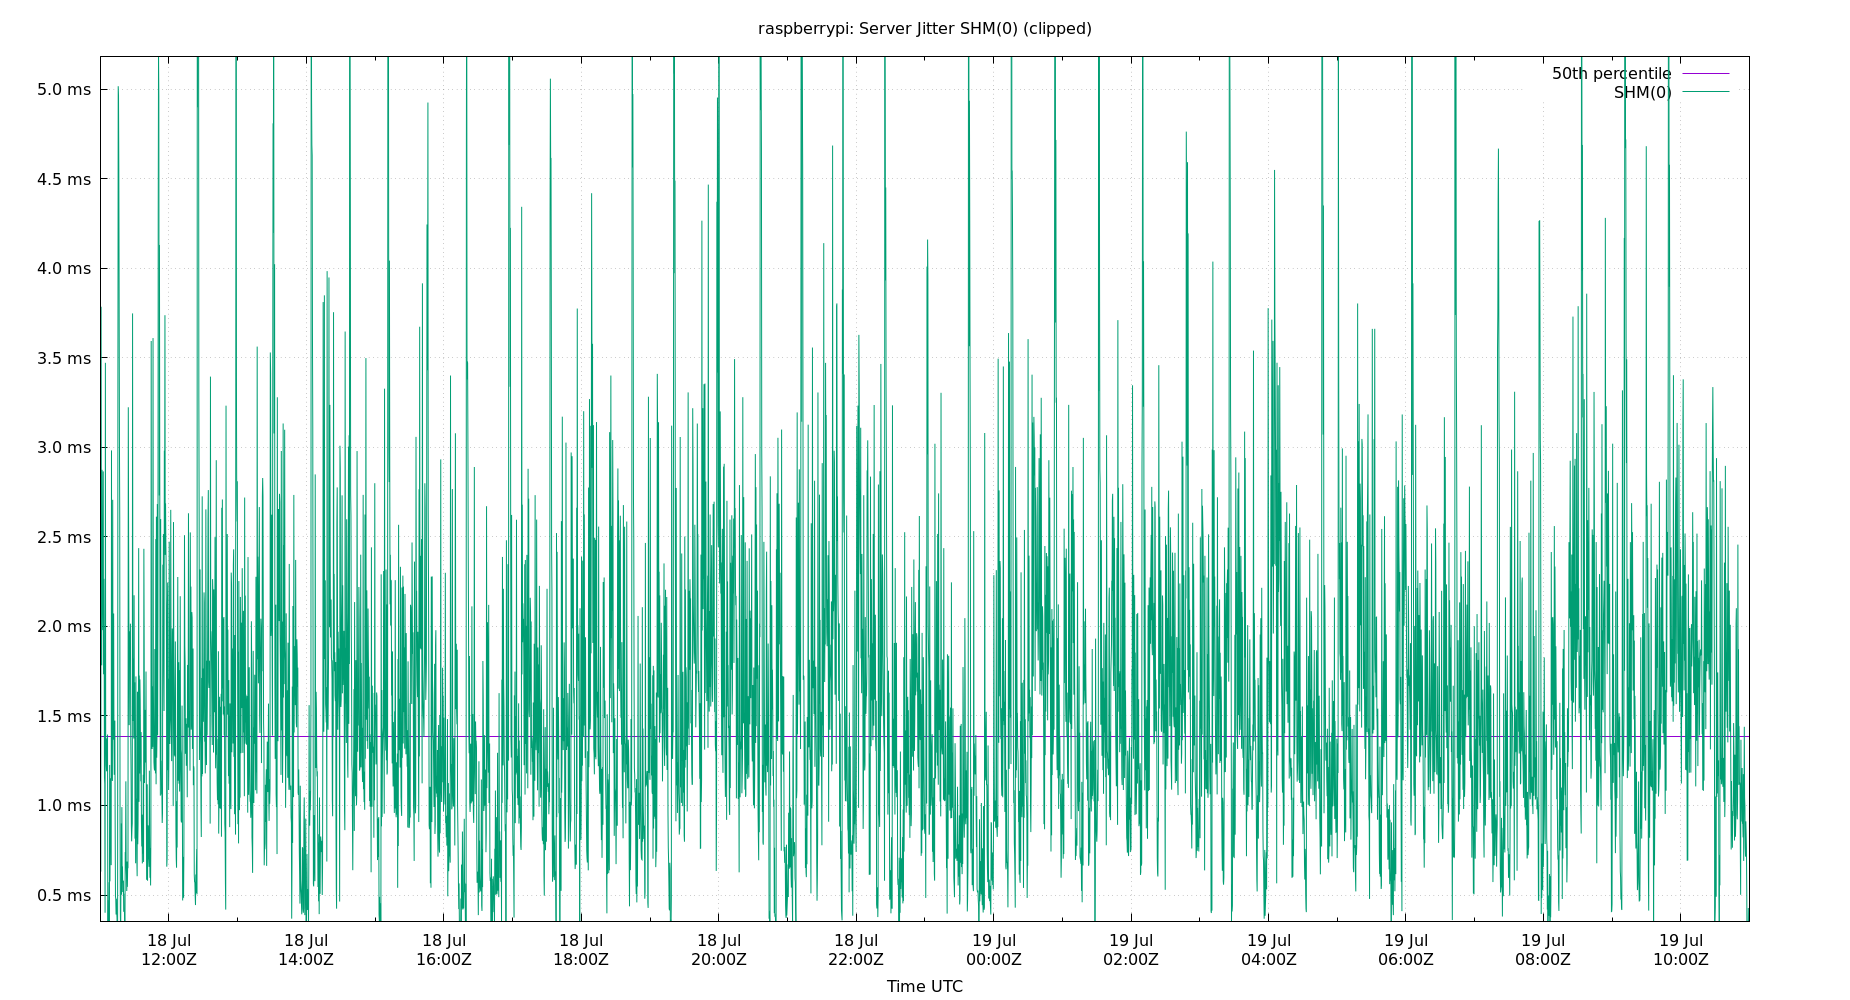 raspberrypi: Server Jitter SHM(0) (clipped)
50th percentile
SHM(0)
5.0 ms
4.5 ms
4.0 ms
3.5 ms
3.0 ms
2.5 ms
2.0 ms
1.5 ms
1.0 ms
0.5 ms
18 Jul 18 Jul 18 Jul 18 Jul 18 Jul 18 Jul 19 Jul 19 Jul 19 Jul 19 Jul 19 Jul 19 Jul
12:00Z 14:00Z 16:00Z 18:00Z 20:00Z 22:00Z 00:00Z 02:00Z 04:00Z 06:00Z 08:00Z 10:00Z
Time UTC